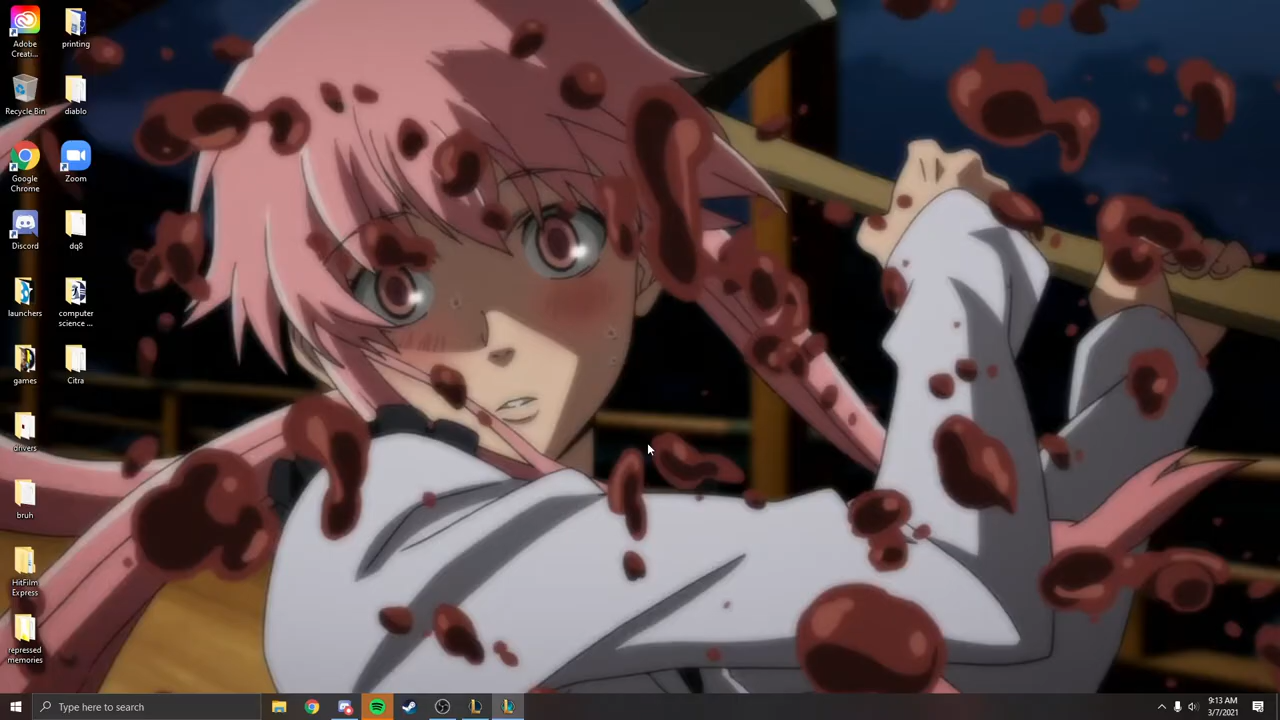 Adobe
Creati...
printing
Recycle Bin
diablo
Google
Chrome
Zoom
Discord
dq8
launchers
computer
science ...
games
Citra
drivers
bruh
HitFilm
Express
repressed
memories
Type here to search
9:13 AM
3/7/2021